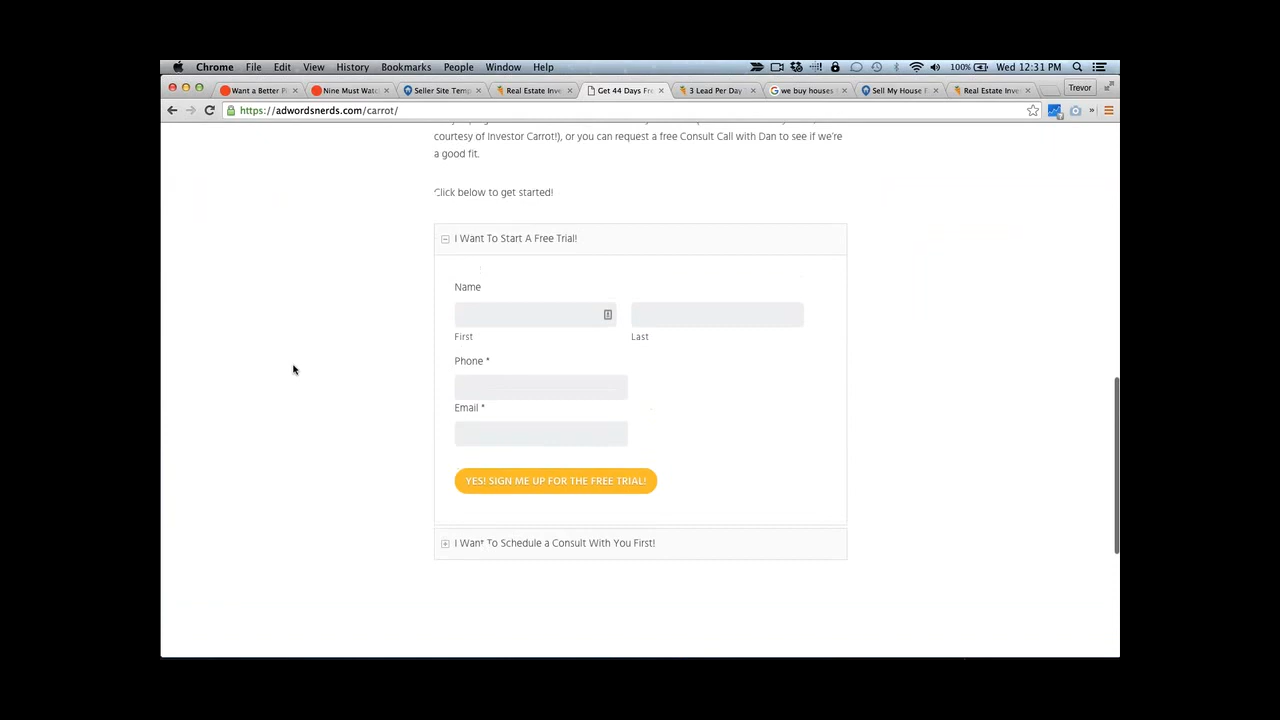 Chrome File Edit View History Bookmarks People Window Help 100% Wed 12:31 PM
Want a Better Nine Must Watc Seller Site Temp Real Estate Inve Get 44 Days Fre 3 Lead Per Day we buy houses Sell My House F Real Estate Inves Trevor
https://adwordsnerds.com/carrot/
courtesy of Investor Carrot!), or you can request a free Consult Call with Dan to see if we're
a good fit.
Click below to get started!
I Want To Start A Free Trial!
Name
First Last
Phone *
Email *
YES! SIGN ME UP FOR THE FREE TRIAL!
I Want To Schedule a Consult With You First!